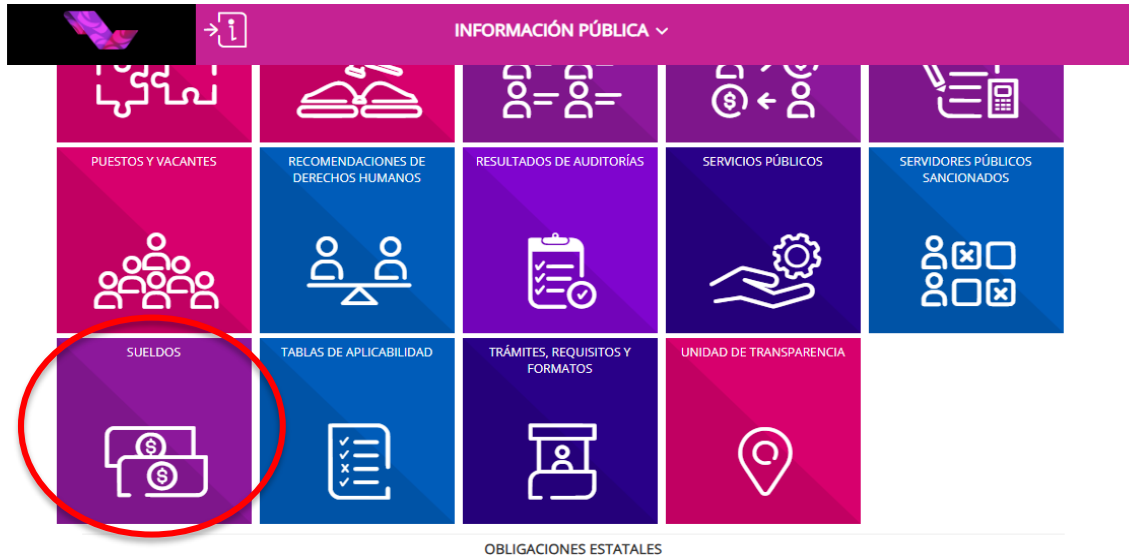 INFORMACIÓN PÚBLICA
PUESTOS Y VACANTES
RECOMENDACIONES DE
DERECHOS HUMANOS
RESULTADOS DE AUDITORÍAS
SERVICIOS PÚBLICOS
SERVIDORES PÚBLICOS
SANCIONADOS
SUELDOS
TABLAS DE APLICABILIDAD
TRÁMITES, REQUISITOS Y
FORMATOS
UNIDAD DE TRANSPARENCIA
OBLIGACIONES ESTATALES